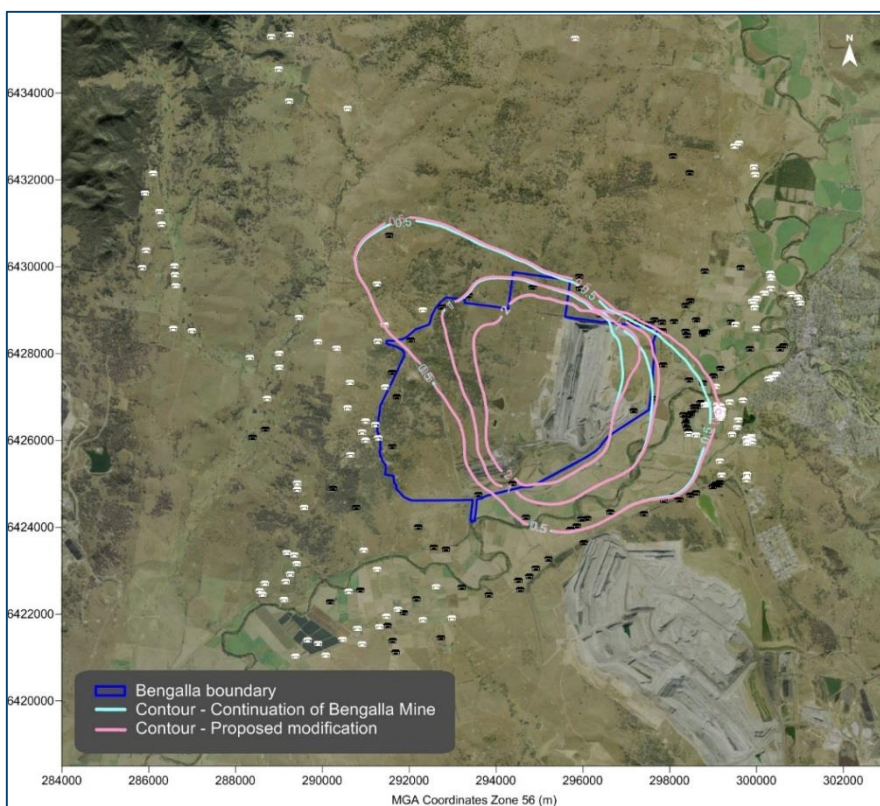 N
6434000
6432000
6430000
6428000
6426000
6424000
6422000
6420000
0.5
0.5
1
0.5
0.5
0.5
Bengalla boundary
Contour - Continuation of Bengalla Mine
Contour - Proposed modification
284000 286000 288000 290000 292000 294000 296000 298000 300000 302000
MGA Coordinates Zone 56 (m)